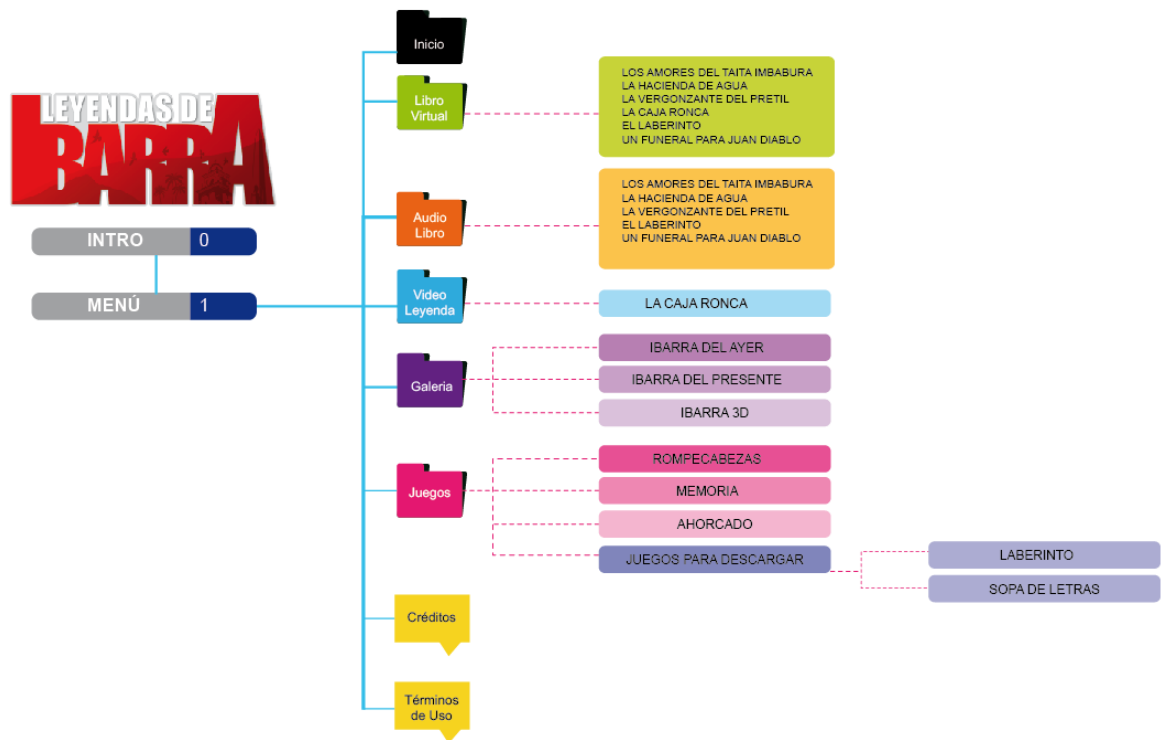 LEYENDAS DE
IBARRA
INTRO 0
MENÚ 1
Inicio
Libro
Virtual
LOS AMORES DEL TAITA IMBABURA
LA HACIENDA DE AGUA
LA VERGONZANTE DEL PRETIL
LA CAJA RONCA
EL LABERINTO
UN FUNERAL PARA JUAN DIABLO
Audio
Libro
LOS AMORES DEL TAITA IMBABURA
LA HACIENDA DE AGUA
LA VERGONZANTE DEL PRETIL
EL LABERINTO
UN FUNERAL PARA JUAN DIABLO
Video
Leyenda
LA CAJA RONCA
Galeria
IBARRA DEL AYER
IBARRA DEL PRESENTE
IBARRA 3D
Juegos
ROMPECABEZAS
MEMORIA
AHORCADO
JUEGOS PARA DESCARGAR
LABERINTO
SOPA DE LETRAS
Créditos
Términos
de Uso